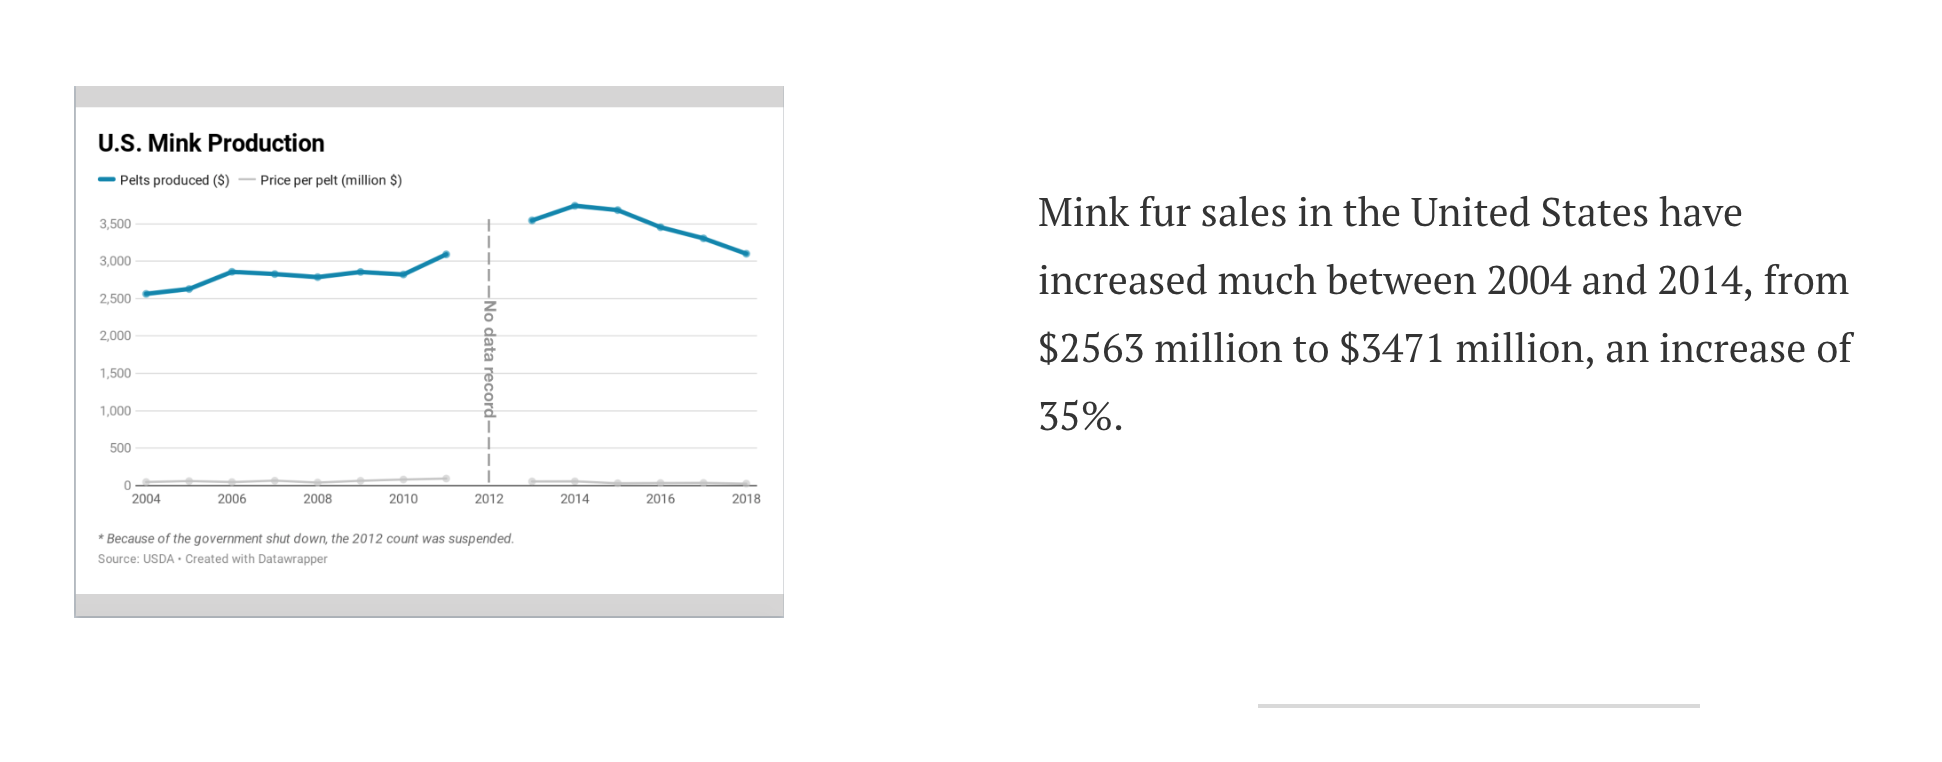 U.S. Mink Production
Pelts produced ($) Price per pelt (million $)
3,500
3,000
2,500
2,000
1,500
1,000
500
0
No data record
2004 2006 2008 2010 2012 2014 2016 2018
* Because of the government shut down, the 2012 count was suspended.
Source: USDA • Created with Datawrapper
Mink fur sales in the United States have
increased much between 2004 and 2014, from
$2563 million to $3471 million, an increase of
35%.